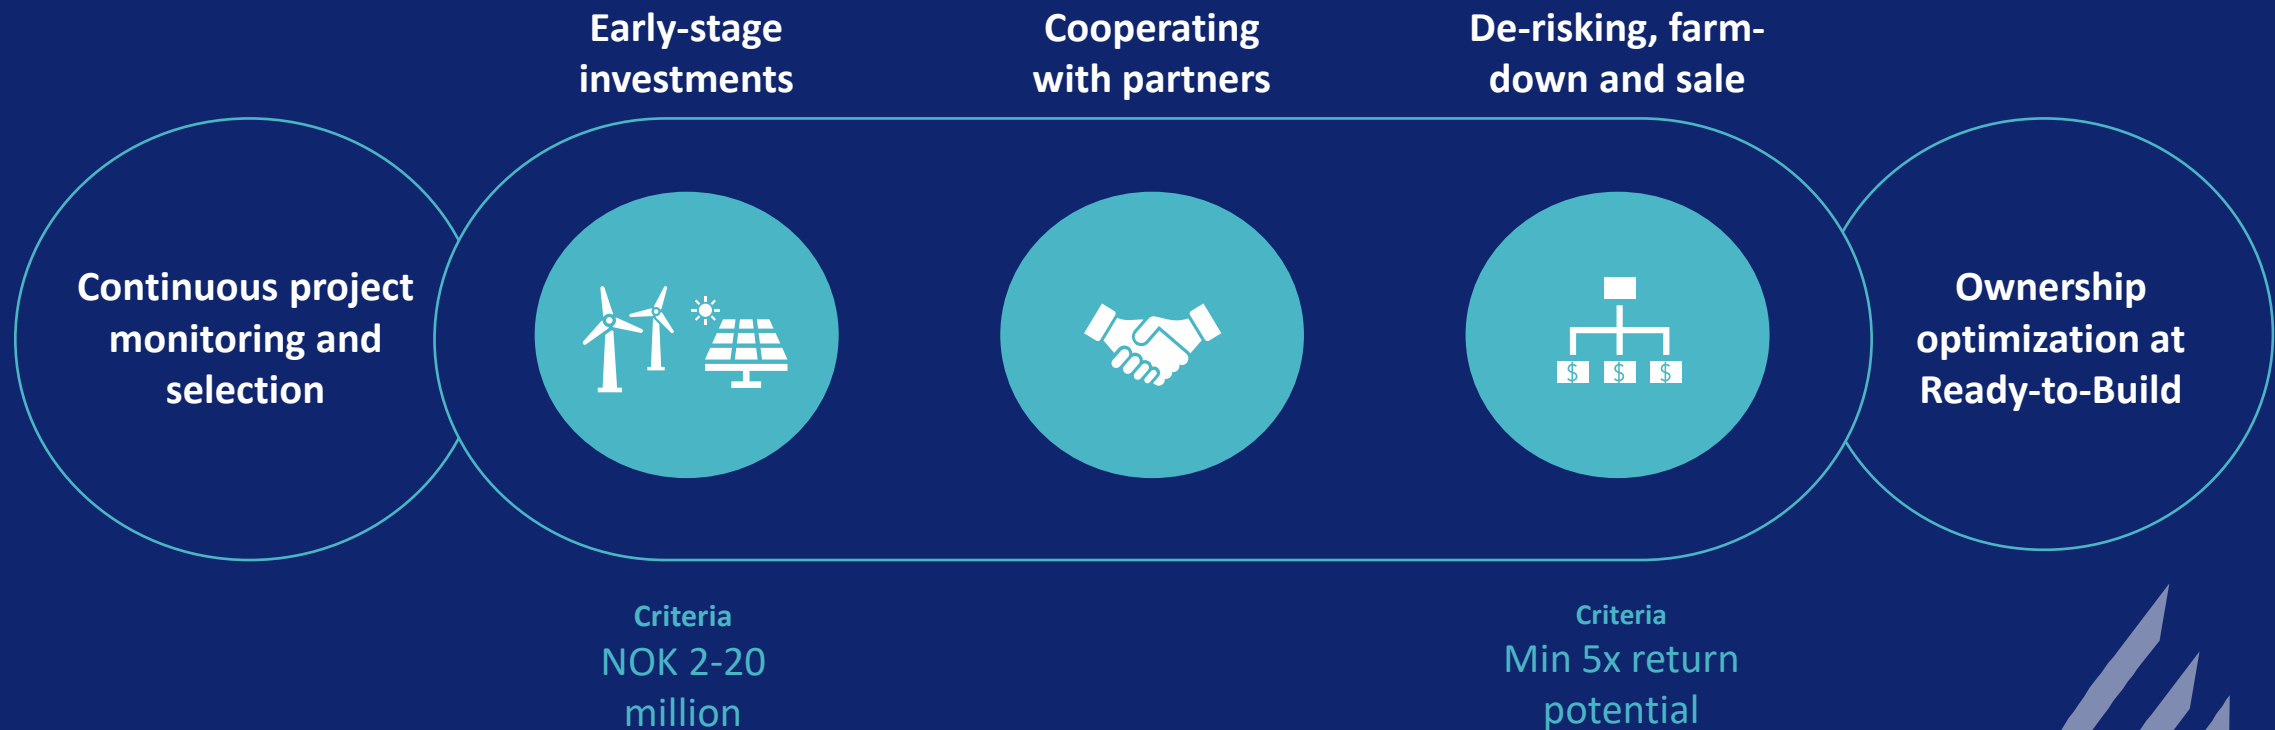 Early-stage
investments
Cooperating
with partners
De-risking, farm-
down and sale
Continuous project
monitoring and
selection
$ $ $
Ownership
optimization at
Ready-to-Build
Criteria
NOK 2-20
million
Criteria
Min 5x return
potential